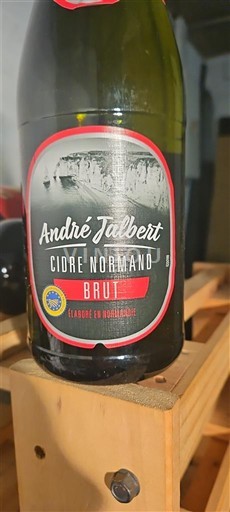 André Jalbert
CIDRE NORMAND
BRUT
ÉLABORÉ EN NORMANDIE